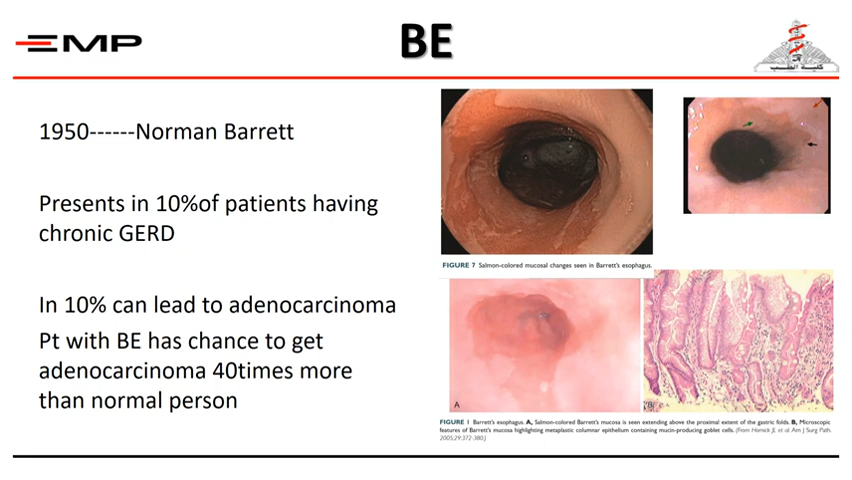 EMP
BE
كلية الطب
1950------Norman Barrett
Presents in 10%of patients having
chronic GERD
In 10% can lead to adenocarcinoma
Pt with BE has chance to get
adenocarcinoma 40times more
than normal person
FIGURE 7 Salmon-colored mucosal changes seen in Barrett's esophagus.
A
B
FIGURE 1 Barrett's esophagus. A, Salmon-colored Barrett's mucosa is seen extending above the proximal extent of the gastric folds. B, Microscopic
features of Barrett's mucosa highlighting metaplastic columnar epithelium containing mucin-producing goblet cells. (From Hornick JL et al. Am J Surg Path.
2005;29:372-380.)